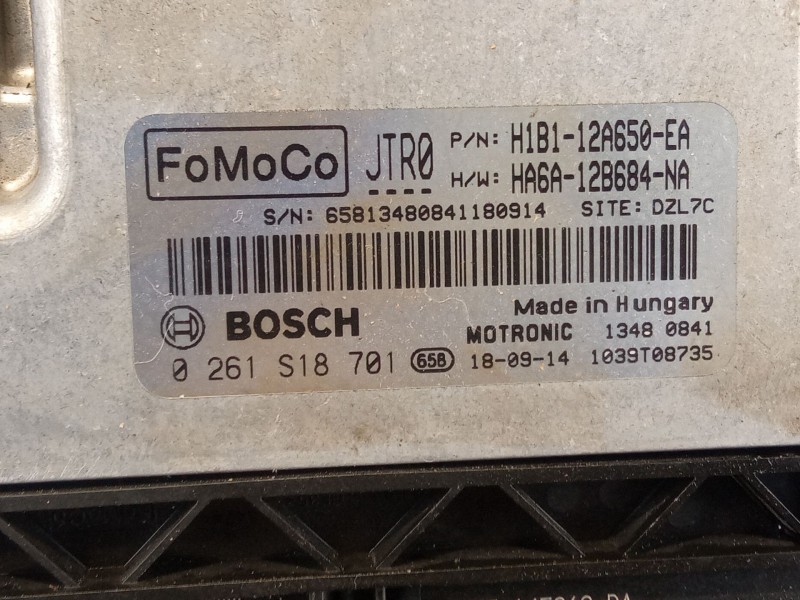 FoMoCo JTR0 P/N: H1B1-12A650-EA
H/W: HA6A-12B684-NA
S/N: 65813480841180914 SITE: DZL7C
Made in Hungary
BOSCH MOTRONIC 1348 0841
0 261 S18 701 658 18-09-14 1039T08735